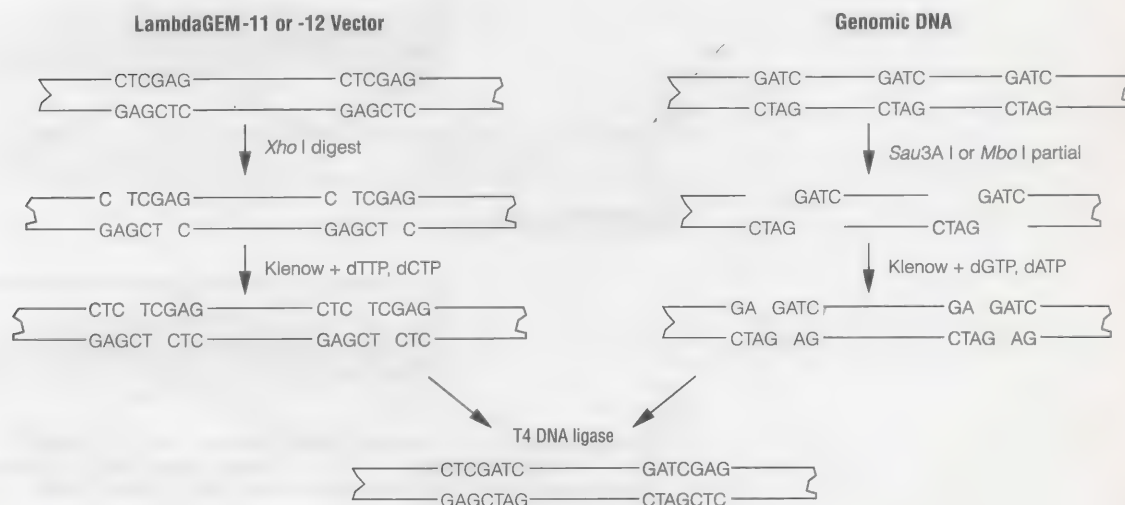 LambdaGEM-11 or -12 Vector
CTCGAG CTCGAG
GAGCTC GAGCTC
Xho I digest
C TCGAG C TCGAG
GAGCT C GAGCT C
Klenow + dTTP, dCTP
CTC TCGAG CTC TCGAG
GAGCT CTC GAGCT CTC
Genomic DNA
GATC GATC GATC
CTAG CTAG CTAG
Sau3A I or Mbo I partial
GATC GATC
CTAG CTAG
Klenow + dGTP, dATP
GA GATC GA GATC
CTAG AG CTAG AG
T4 DNA ligase
CTCGATC GATCGAG
GAGCTAG CTAGCTC